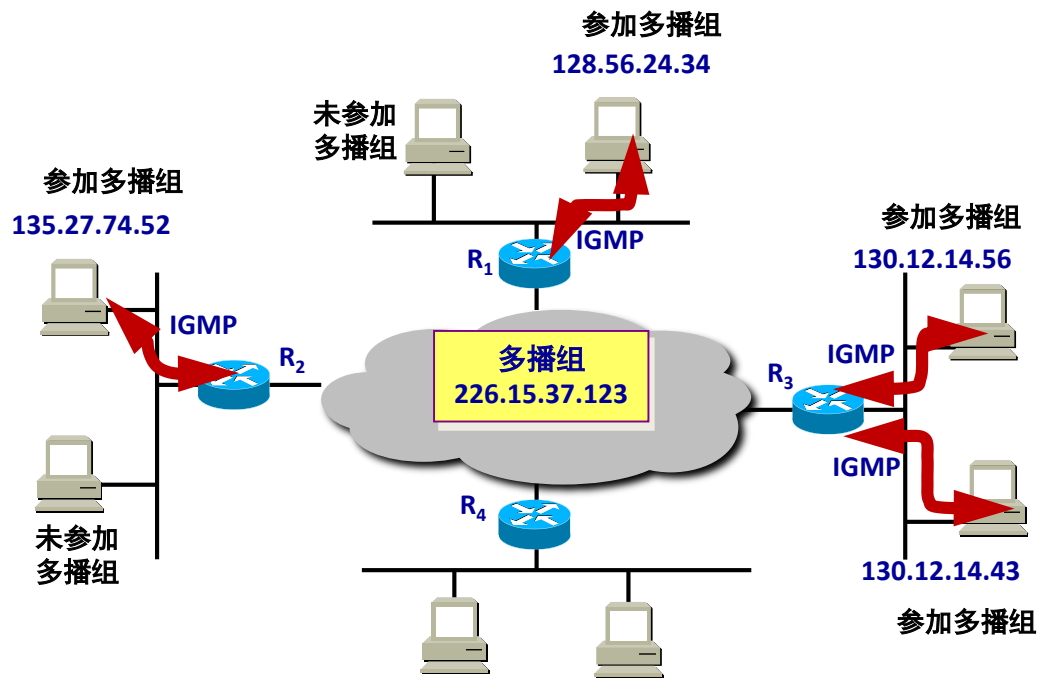 参加多播组
128.56.24.34
未参加
多播组
参加多播组
135.27.74.52
参加多播组
130.12.14.56
IGMP
R1
IGMP
R2
多播组
226.15.37.123
IGMP
R3
IGMP
R4
未参加
多播组
130.12.14.43
参加多播组